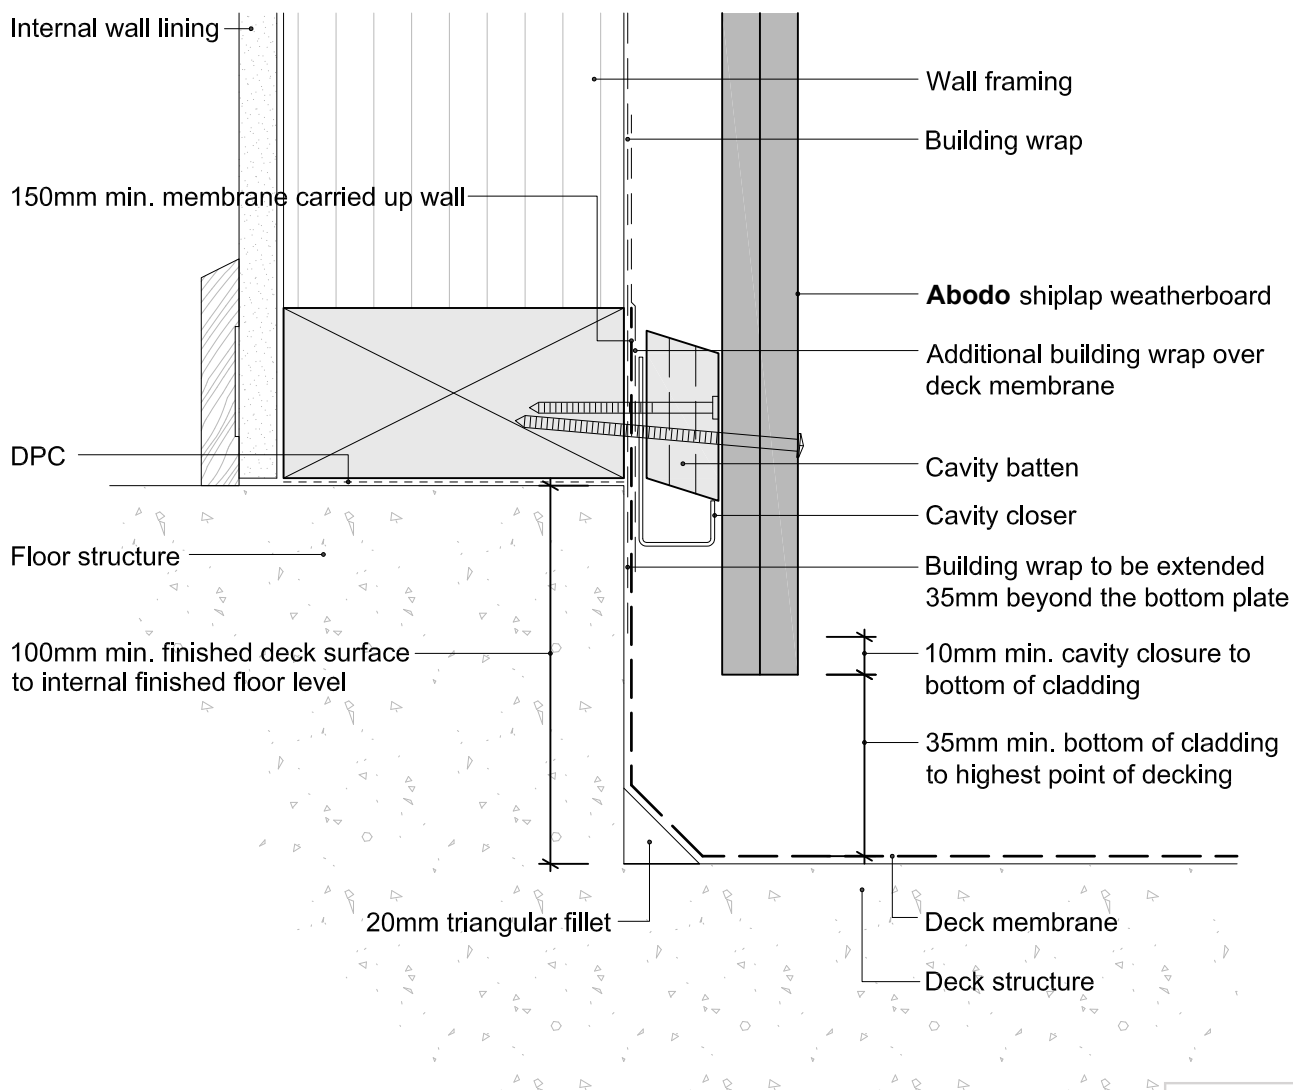 Internal wall lining
150mm min. membrane carried up wall
DPC
Floor structure
100mm min. finished deck surface
to internal finished floor level
20mm triangular fillet
Wall framing
Building wrap
Abodo shiplap weatherboard
Additional building wrap over
deck membrane
Cavity batten
Cavity closer
Building wrap to be extended
35mm beyond the bottom plate
10mm min. cavity closure to
bottom of cladding
35mm min. bottom of cladding
to highest point of decking
Deck membrane
Deck structure